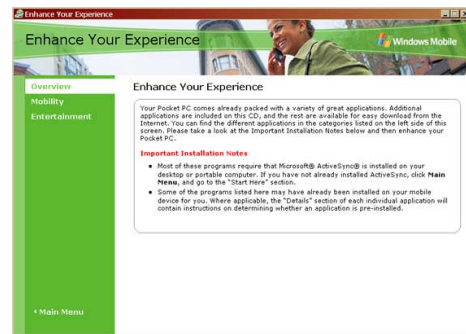 Enhance Your Experience
Enhance Your Experience
Windows Mobile
Overview
Mobility
Entertainment
Enhance Your Experience
Your Pocket PC comes already packed with a variety of great applications. Additional
applications are included on this CD, and the rest are available for easy download from the
Internet. You can find the different applications in the categories listed on the left side of this
screen. Please take a look at the Important Installation Notes below and then enhance your
Pocket PC.
Important Installation Notes
• Most of these programs require that Microsoft® ActiveSync® is installed on your
desktop or portable computer. If you have not already installed ActiveSync, click Main
Menu, and go to the "Start Here" section.
• Some of the programs listed here may have already been installed on your mobile
device for you. Where applicable, the "Details" section of each individual application will
contain instructions on determining whether an application is pre-installed.
Main Menu